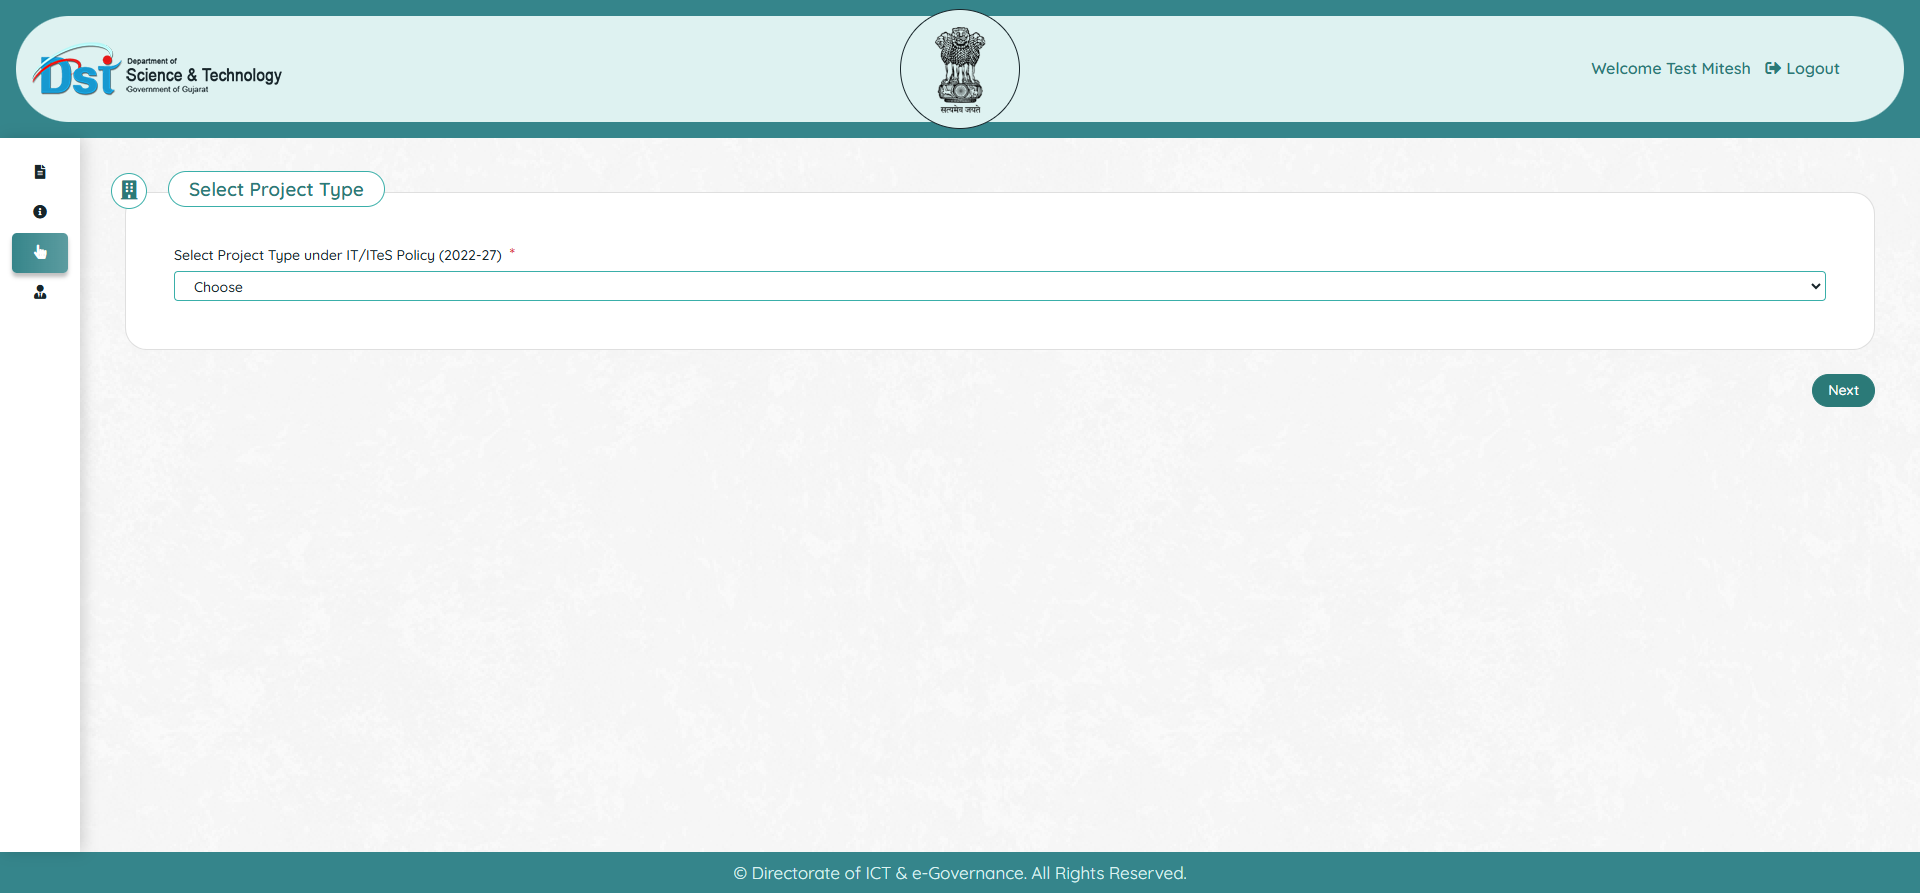 Dst
Department of
Science & Technology
Government of Gujarat
सत्यमेव जयते
Welcome Test Mitesh
Logout
Select Project Type
Select Project Type under IT/ITeS Policy (2022-27) *
Choose
Next
© Directorate of ICT & e-Governance. All Rights Reserved.